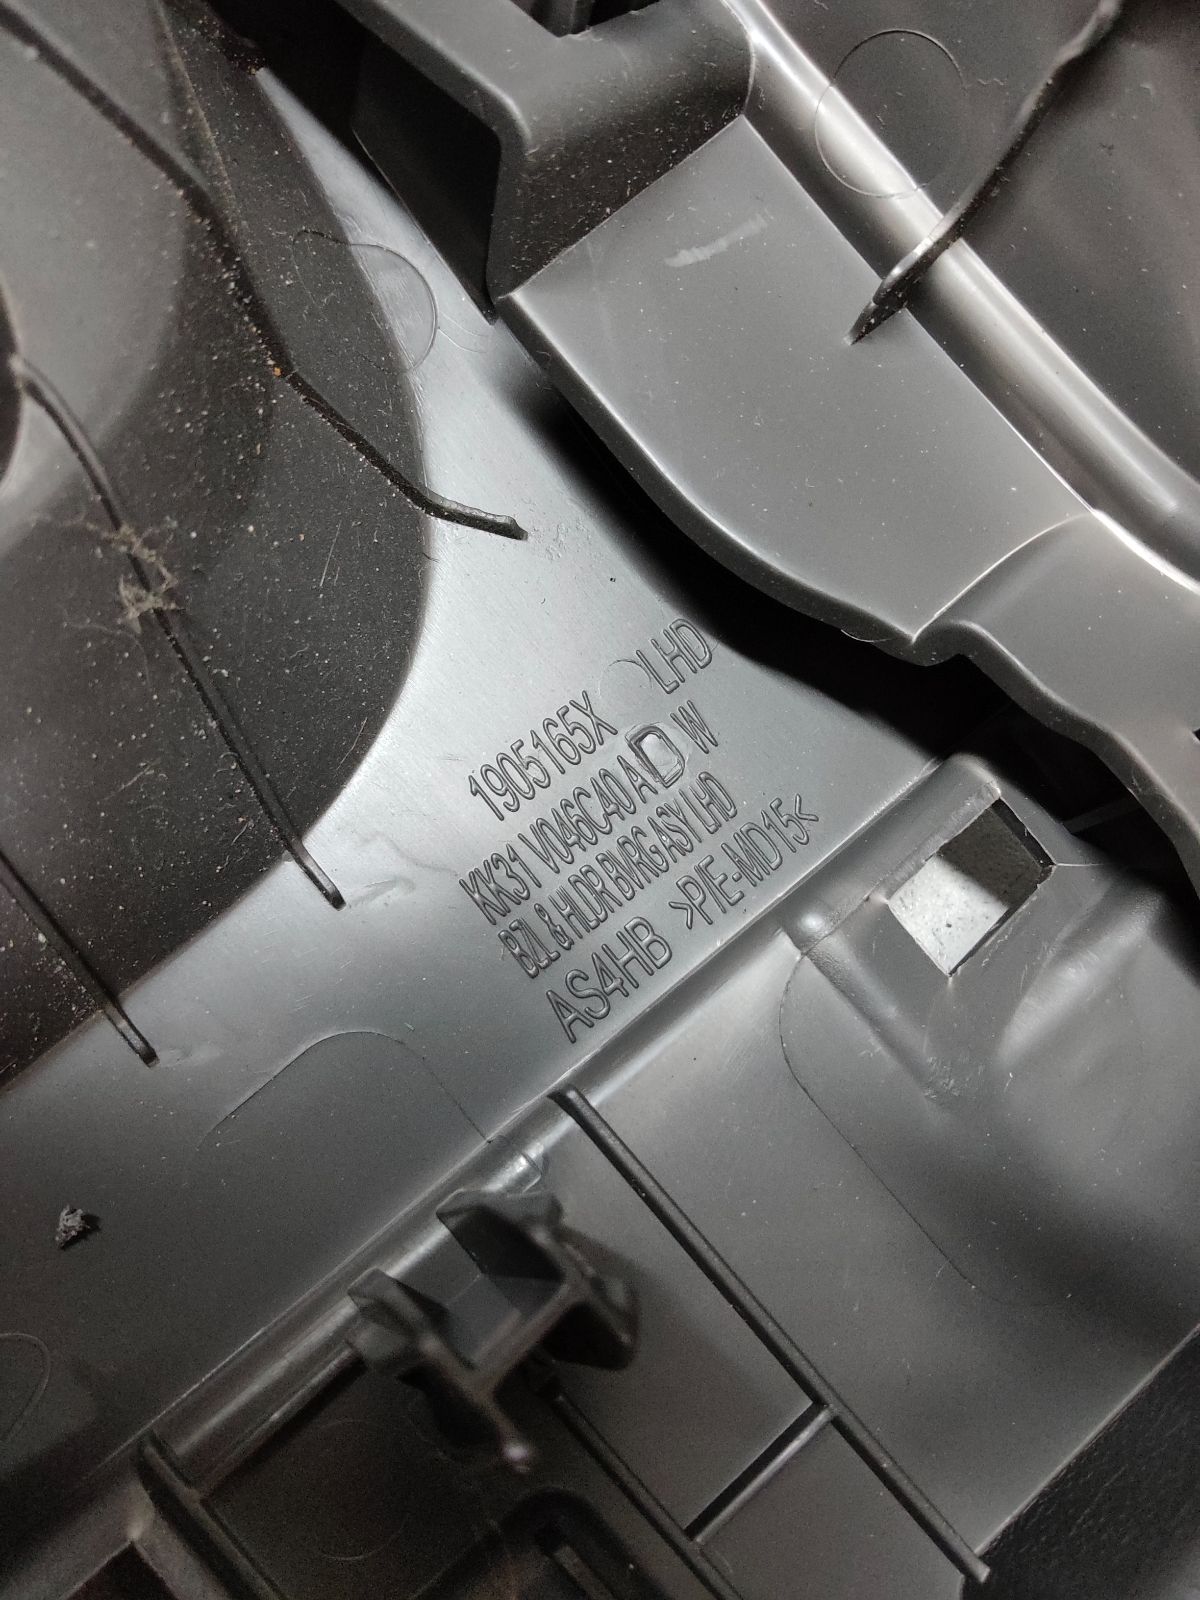 1905165X LHD
KK31 V046C40 A D W
BZL & HLDR BVRG ASY LHD
AS4HB >P/E-MD15<